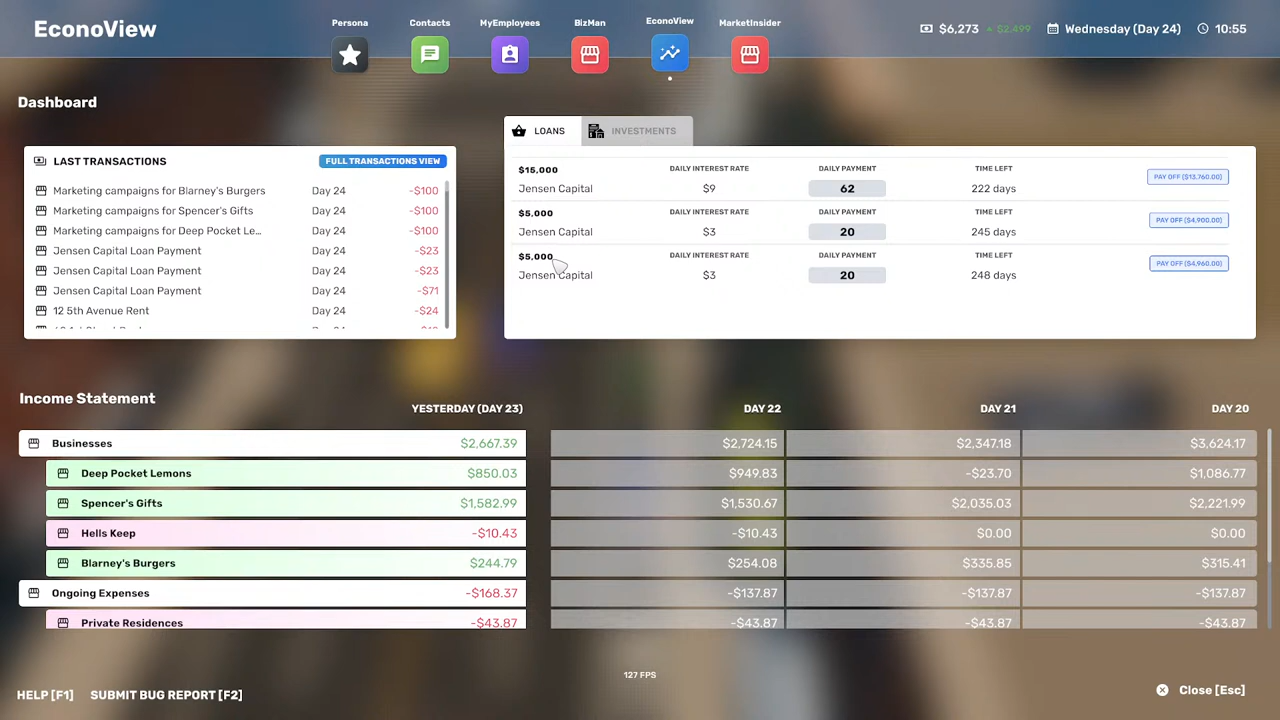 EconoView
Persona
Contacts
MyEmployees
BizMan
EconoView
MarketInsider
$6,273 ▲ $2,499
Wednesday (Day 24)
10:55
Dashboard
LAST TRANSACTIONS FULL TRANSACTIONS VIEW
Marketing campaigns for Blarney's Burgers Day 24 -$100
Marketing campaigns for Spencer's Gifts Day 24 -$100
Marketing campaigns for Deep Pocket Le... Day 24 -$100
Jensen Capital Loan Payment Day 24 -$23
Jensen Capital Loan Payment Day 24 -$23
Jensen Capital Loan Payment Day 24 -$71
12 5th Avenue Rent Day 24 -$24
LOANS INVESTMENTS
$15,000 DAILY INTEREST RATE DAILY PAYMENT TIME LEFT PAY OFF ($13,760.00)
Jensen Capital $9 62 222 days
$5,000 DAILY INTEREST RATE DAILY PAYMENT TIME LEFT PAY OFF ($4,900.00)
Jensen Capital $3 20 245 days
$5,000 DAILY INTEREST RATE DAILY PAYMENT TIME LEFT PAY OFF ($4,960.00)
Jensen Capital $3 20 248 days
Income Statement
YESTERDAY (DAY 23) DAY 22 DAY 21 DAY 20
Businesses $2,667.39 $2,724.15 $2,347.18 $3,624.17
Deep Pocket Lemons $850.03 $949.83 -$23.70 $1,086.77
Spencer's Gifts $1,582.99 $1,530.67 $2,035.03 $2,221.99
Hells Keep -$10.43 -$10.43 $0.00 $0.00
Blarney's Burgers $244.79 $254.08 $335.85 $315.41
Ongoing Expenses -$168.37 -$137.87 -$137.87 -$137.87
Private Residences -$43.87 -$43.87 -$43.87 -$43.87
127 FPS
HELP [F1] SUBMIT BUG REPORT [F2]
Close [Esc]